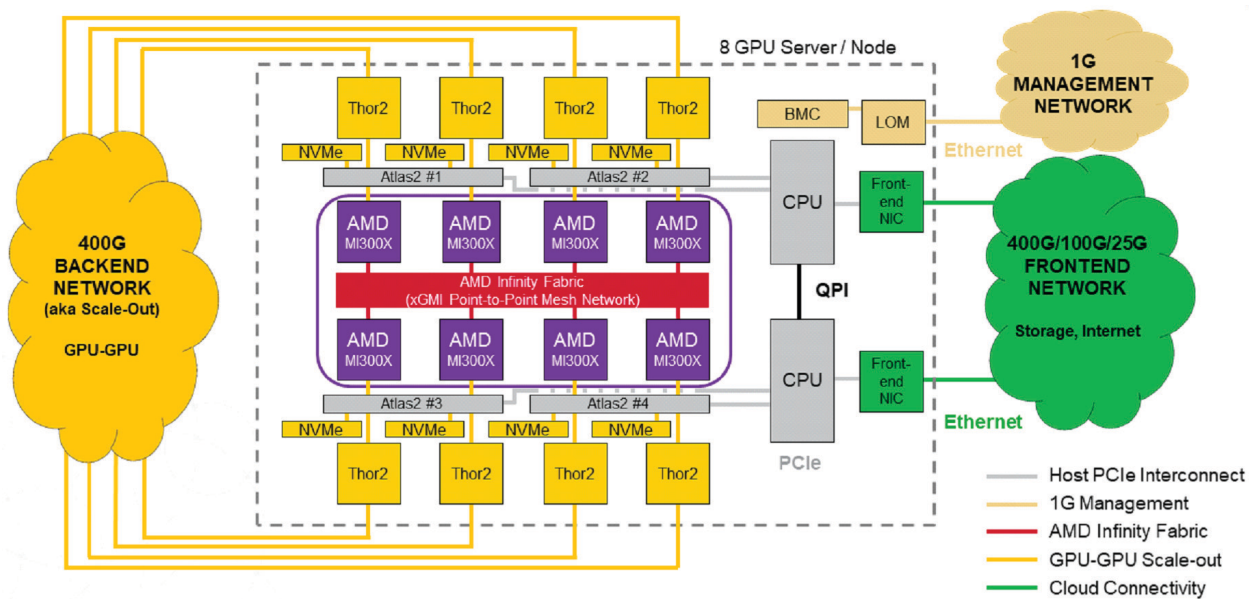 8 GPU Server / Node
1G
MANAGEMENT
NETWORK
Thor2
Thor2
Thor2
Thor2
BMC
LOM
Ethernet
NVMe
NVMe
NVMe
NVMe
Atlas2 #1
Atlas2 #2
CPU
Front-
end
NIC
AMD
MI300X
AMD
MI300X
AMD
MI300X
AMD
MI300X
400G
BACKEND
NETWORK
(aka Scale-Out)
GPU-GPU
400G/100G/25G
FRONTEND
NETWORK
Storage, Internet
AMD Infinity Fabric
(xGMI Point-to-Point Mesh Network)
QPI
AMD
MI300X
AMD
MI300X
AMD
MI300X
AMD
MI300X
CPU
Front-
end
NIC
Atlas2 #3
Atlas2 #4
Ethernet
NVMe
NVMe
NVMe
NVMe
PCIe
Thor2
Thor2
Thor2
Thor2
Host PCIe Interconnect
1G Management
AMD Infinity Fabric
GPU-GPU Scale-out
Cloud Connectivity